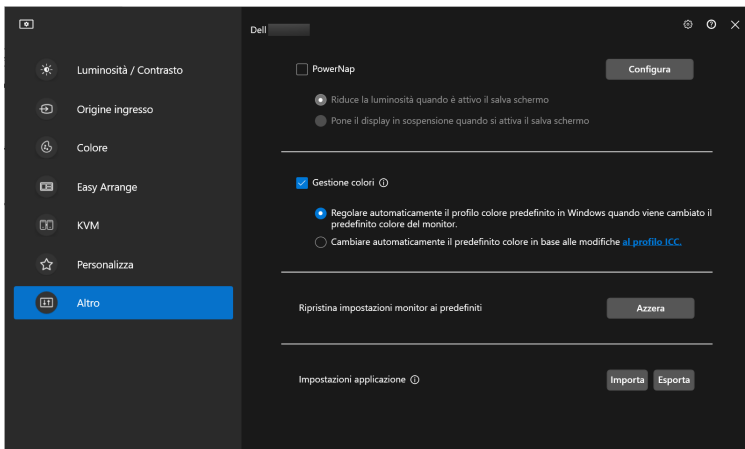 Dell
Luminosità / Contrasto
Origine ingresso
Colore
Easy Arrange
KVM
Personalizza
Altro
PowerNap
Configura
Riduce la luminosità quando è attivo il salva schermo
Pone il display in sospensione quando si attiva il salva schermo
Gestione colori
Regolare automaticamente il profilo colore predefinito in Windows quando viene cambiato il
predefinito colore del monitor.
Cambiare automaticamente il predefinito colore in base alle modifiche al profilo ICC.
Ripristina impostazioni monitor ai predefiniti
Azzera
Impostazioni applicazione
Importa
Esporta